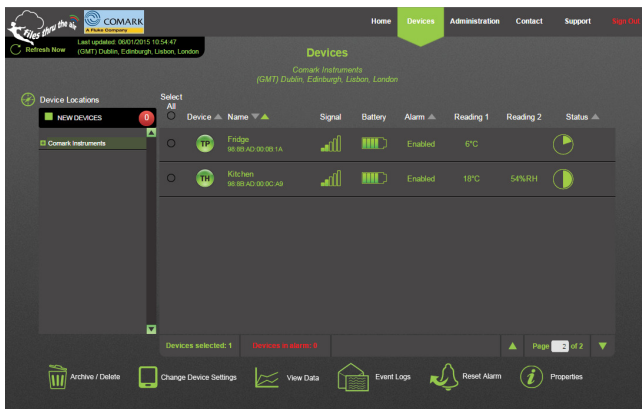 Files thru the air
COMARK
A Fluke Company
Home
Devices
Administration
Contact
Support
Sign Out
Refresh Now
Last updated: 06/01/2015 10:54:47
(GMT) Dublin, Edinburgh, Lisbon, London
Devices
Comark Instruments
(GMT) Dublin, Edinburgh, Lisbon, London
Device Locations
NEW DEVICES
0
Comark Instruments
Select
All
Device
Name
Signal
Battery
Alarm
Reading 1
Reading 2
Status
TP
Fridge
98:8B:AD:00:0B:1A
Enabled
6°C
TH
Kitchen
98:8B:AD:00:0C:A9
Enabled
18°C
54%RH
Devices selected: 1
Devices in alarm: 0
Page 2 of 2
Archive / Delete
Change Device Settings
View Data
Event Logs
Reset Alarm
i
Properties